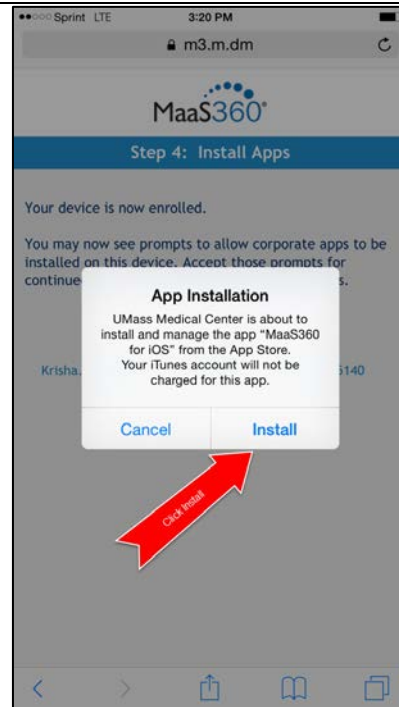 Sprint LTE 3:20 PM
m3.m.dm
MaaS360
Step 4: Install Apps
Your device is now enrolled.
You may now see prompts to allow corporate apps to be
installed on this device. Accept those prompts for
continue s.
App Installation
UMass Medical Center is about to
install and manage the app "MaaS360
for iOS" from the App Store.
Your iTunes account will not be
charged for this app.
Krisha. 6140
Cancel Install
Click Install